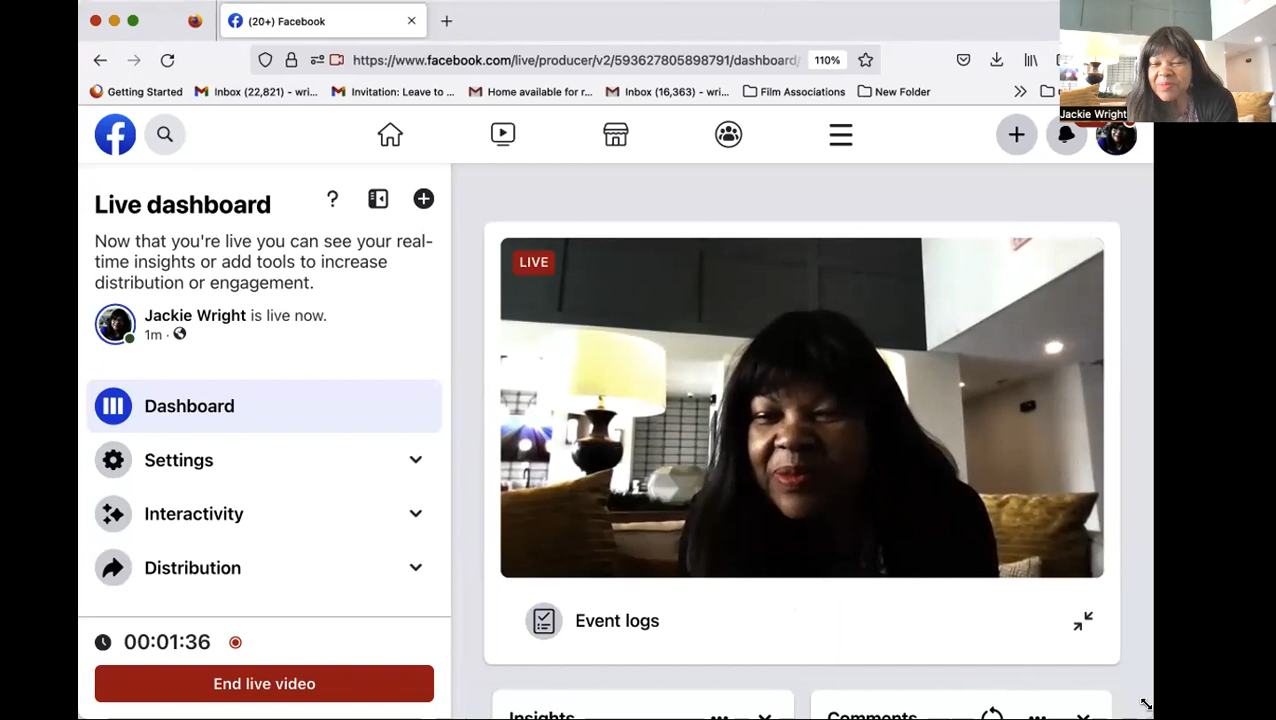 (20+) Facebook
https://www.facebook.com/live/producer/v2/593627805898791/dashboard/
110%
Getting Started
Inbox (22,821) - wri...
Invitation: Leave to ...
Home available for r...
Inbox (16,363) - wri...
Film Associations
New Folder
Jackie Wright
Live dashboard
Now that you're live you can see your real-
time insights or add tools to increase
distribution or engagement.
Jackie Wright is live now.
1m ·
Dashboard
Settings
Interactivity
Distribution
00:01:36
End live video
LIVE
Event logs
Insights
Comments